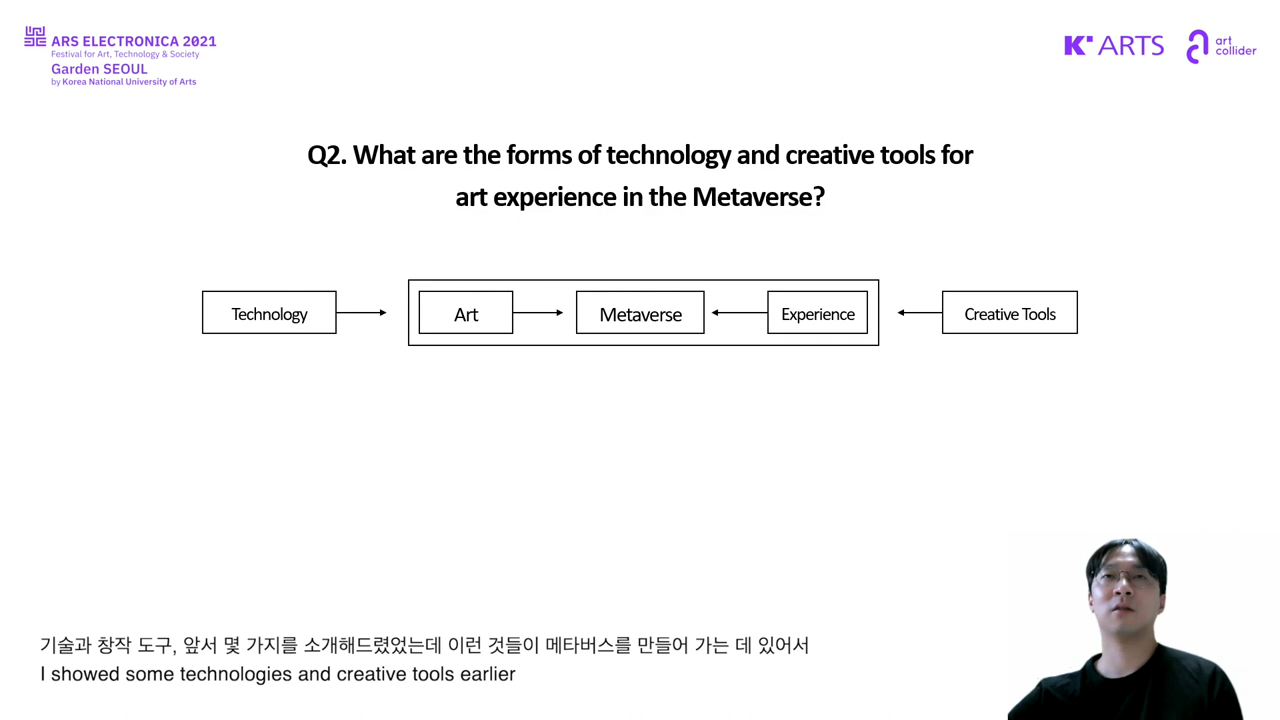 ARS ELECTRONICA 2021
Festival for Art, Technology & Society
Garden SEOUL
by Korea National University of Arts
K ARTS
art
collider
Q2. What are the forms of technology and creative tools for
art experience in the Metaverse?
Technology
Art
Metaverse
Experience
Creative Tools
기술과 창작 도구, 앞서 몇 가지를 소개해드렸었는데 이런 것들이 메타버스를 만들어 가는 데 있어서
I showed some technologies and creative tools earlier